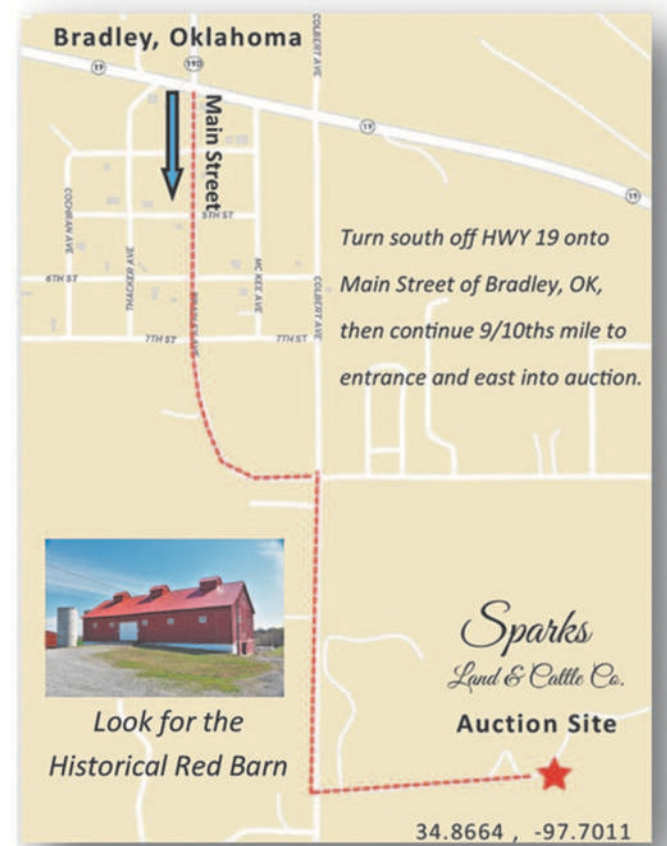 Bradley, Oklahoma
19
19D
COLBERT AVE
Main Street
19
19
5TH ST
COCHRAN AVE
THACKER AVE
MC KEE AVE
6TH ST
BRADLEY AVE
COLBERT AVE
7TH ST
7TH ST
Turn south off HWY 19 onto
Main Street of Bradley, OK,
then continue 9/10ths mile to
entrance and east into auction.
Look for the
Historical Red Barn
Sparks
Land & Cattle Co.
Auction Site
34.8664 , -97.7011